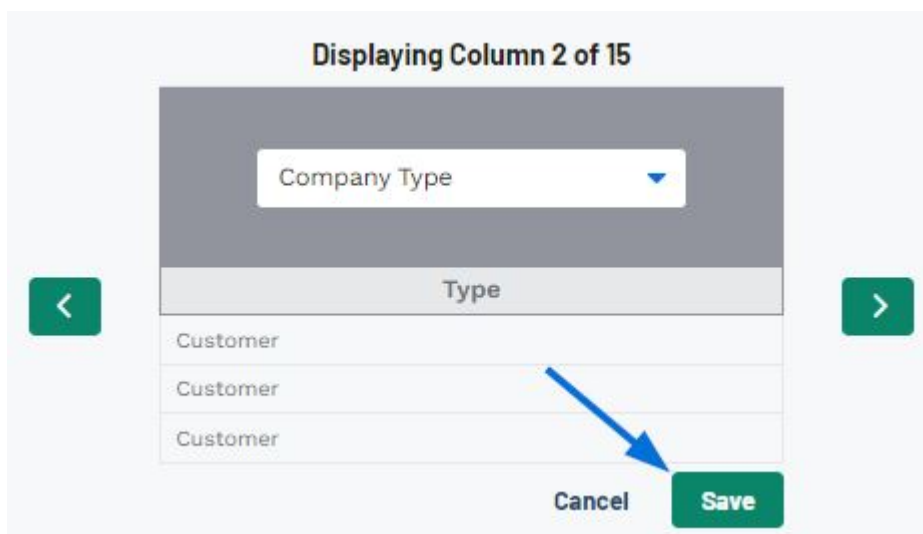 Displaying Column 2 of 15
Company Type
Type
Customer
Customer
Customer
Cancel Save